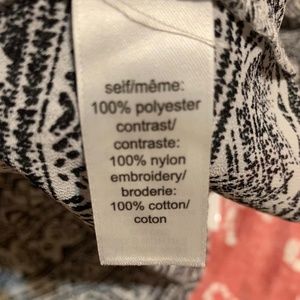 self/même:
100% polyester
contrast/
contraste:
100% nylon
embroidery/
broderie:
100% cotton/
coton